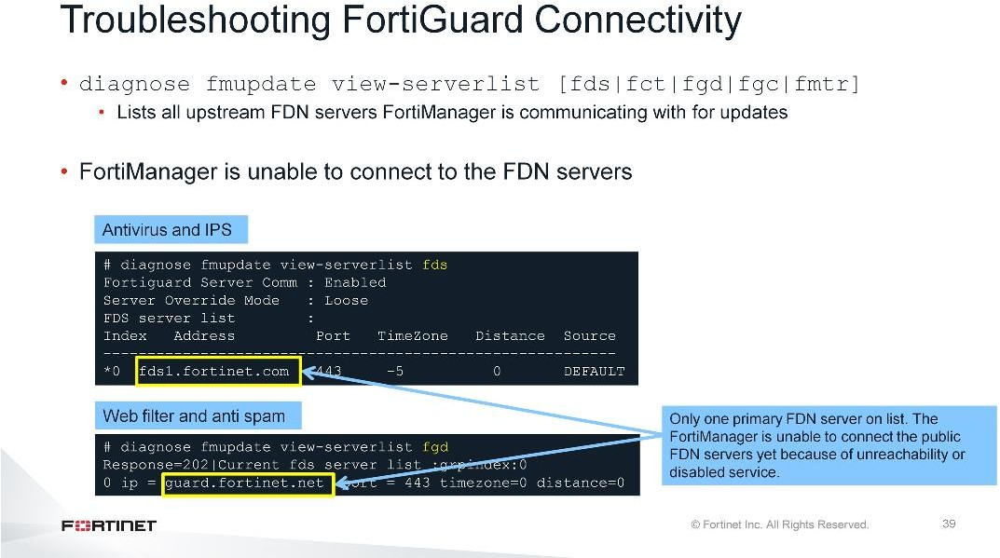 Troubleshooting FortiGuard Connectivity
• diagnose fmupdate view-serverlist [fds|fct|fgd|fgc|fmtr]
• Lists all upstream FDN servers FortiManager is communicating with for updates
• FortiManager is unable to connect to the FDN servers
Antivirus and IPS
# diagnose fmupdate view-serverlist fds
Fortiguard Server Comm : Enabled
Server Override Mode : Loose
FDS server list :
Index Address Port TimeZone Distance Source
----------------------------------------------------------
*0 fds1.fortinet.com 443 -5 0 DEFAULT
Web filter and anti spam
# diagnose fmupdate view-serverlist fgd
Response=202|Current fds server list :grpindex:0
0 ip = guard.fortinet.net port = 443 timezone=0 distance=0
Only one primary FDN server on list. The
FortiManager is unable to connect the public
FDN servers yet because of unreachability or
disabled service.
FORTINET
© Fortinet Inc. All Rights Reserved.
39